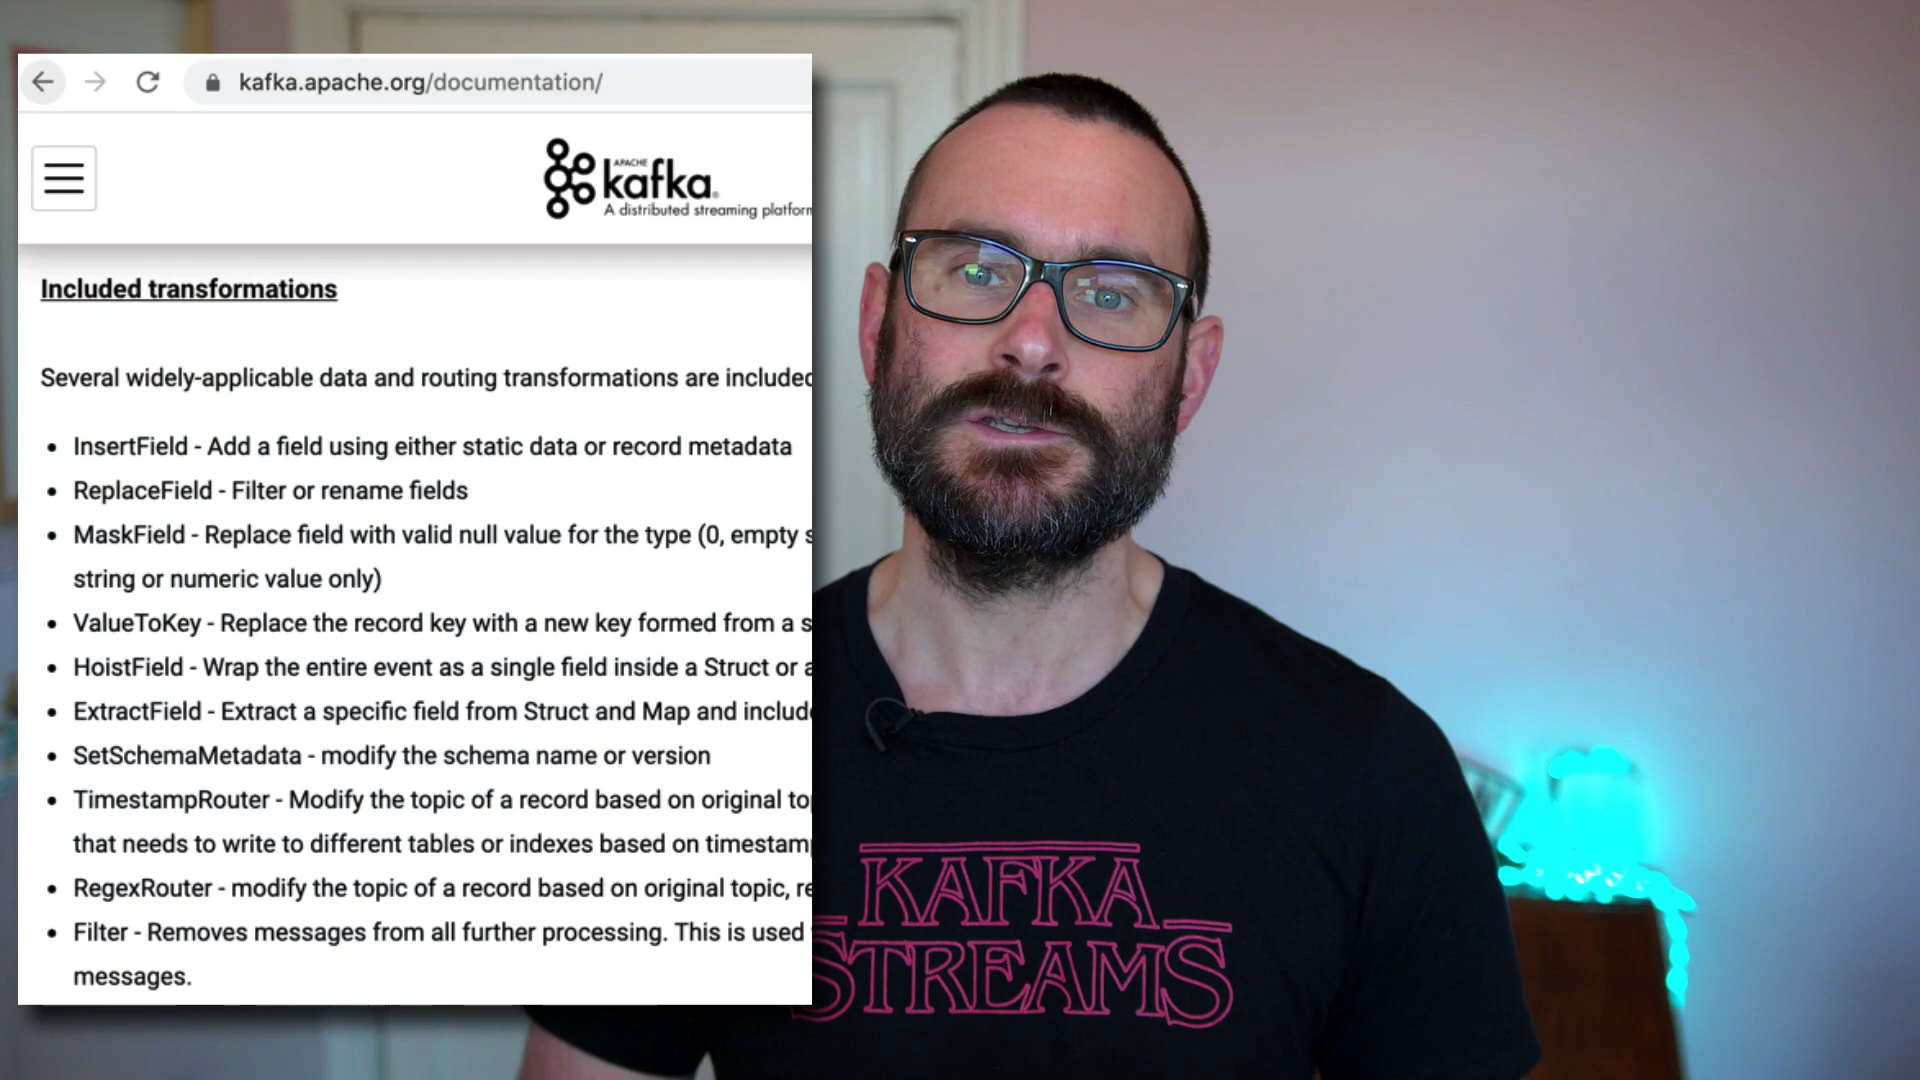 kafka.apache.org/documentation/
APACHE
kafka
A distributed streaming platform
Included transformations
Several widely-applicable data and routing transformations are included
• InsertField - Add a field using either static data or record metadata
• ReplaceField - Filter or rename fields
• MaskField - Replace field with valid null value for the type (0, empty s
string or numeric value only)
• ValueToKey - Replace the record key with a new key formed from a s
• HoistField - Wrap the entire event as a single field inside a Struct or a
• ExtractField - Extract a specific field from Struct and Map and include
• SetSchemaMetadata - modify the schema name or version
• TimestampRouter - Modify the topic of a record based on original to
that needs to write to different tables or indexes based on timestam
• RegexRouter - modify the topic of a record based on original topic, re
• Filter - Removes messages from all further processing. This is used
messages.
KAFKA
STREAMS